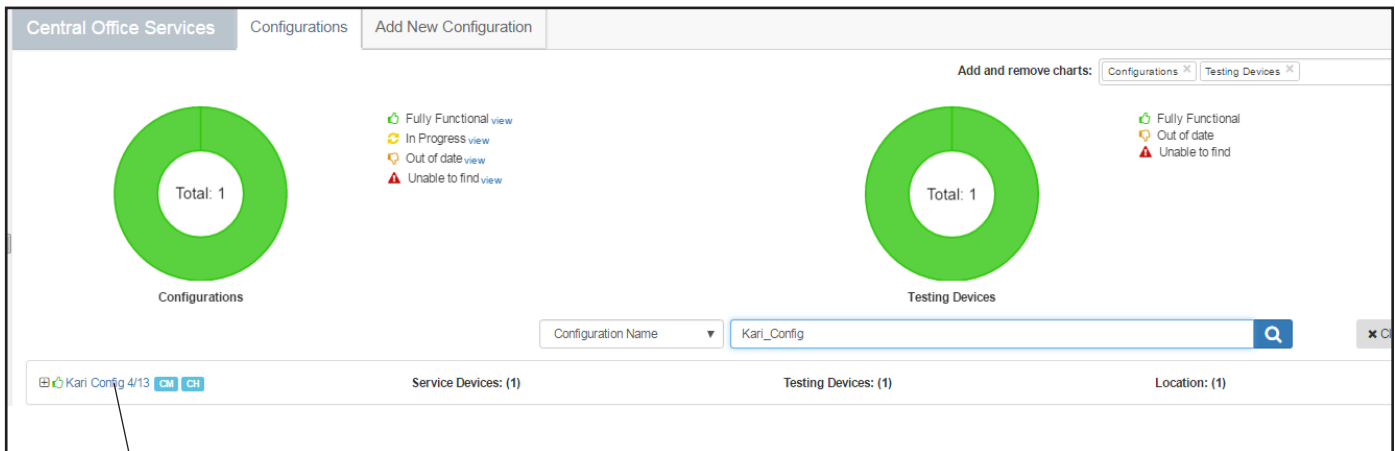 Central Office Services Configurations Add New Configuration
Add and remove charts: Configurations × Testing Devices ×
Fully Functional view
In Progress view
Out of date view
Unable to find view
Total: 1
Configurations
Fully Functional
Out of date
Unable to find
Total: 1
Testing Devices
Configuration Name ▼ Kari_Config
Kari Config 4/13 CM CH Service Devices: (1) Testing Devices: (1) Location: (1)